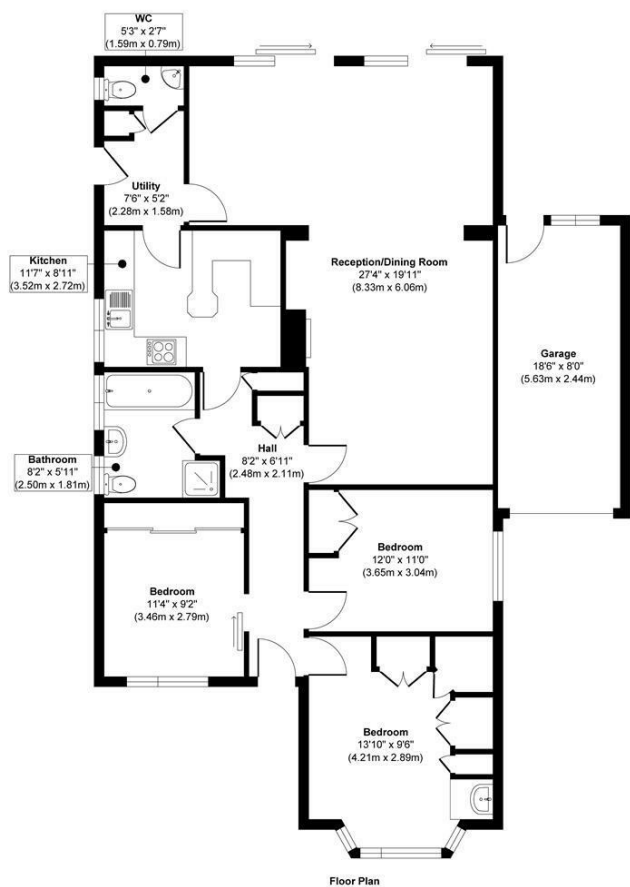 WC
5'3" x 2'7"
(1.59m x 0.79m)
Utility
7'6" x 5'2"
(2.28m x 1.58m)
Kitchen
11'7" x 8'11"
(3.52m x 2.72m)
Reception/Dining Room
27'4" x 19'11"
(8.33m x 6.06m)
Garage
18'6" x 8'0"
(5.63m x 2.44m)
Hall
8'2" x 6'11"
(2.48m x 2.11m)
Bathroom
8'2" x 5'11"
(2.50m x 1.81m)
Bedroom
12'0" x 11'0"
(3.65m x 3.04m)
Bedroom
11'4" x 9'2"
(3.46m x 2.79m)
Bedroom
13'10" x 9'6"
(4.21m x 2.89m)
Floor Plan